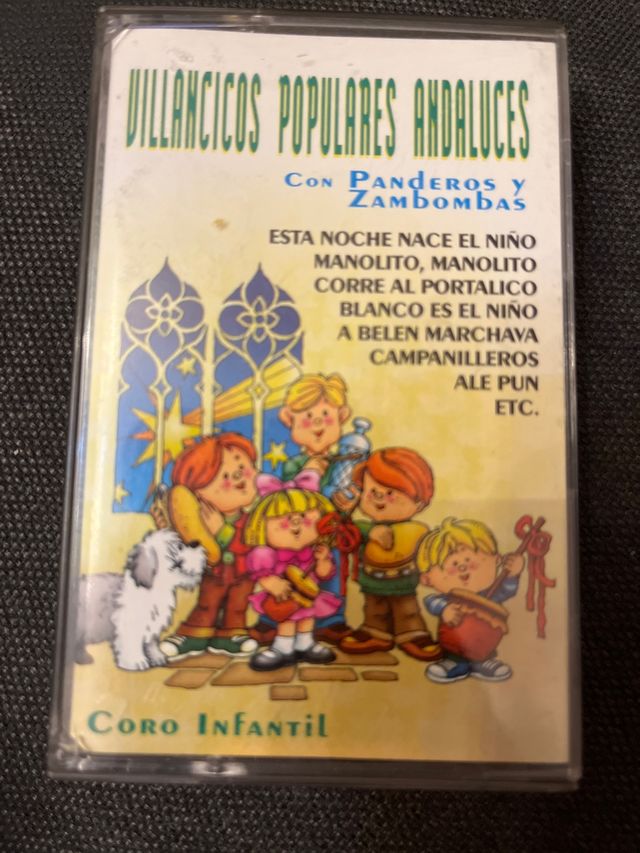 VILLANCICOS POPULARES ANDALUCES
CON PANDEROS Y
ZAMBOMBAS
ESTA NOCHE NACE EL NIÑO
MANOLITO, MANOLITO
CORRE AL PORTALICO
BLANCO ES EL NIÑO
A BELEN MARCHAVA
CAMPANILLEROS
ALE PUN
ETC.
CORO INFANTIL